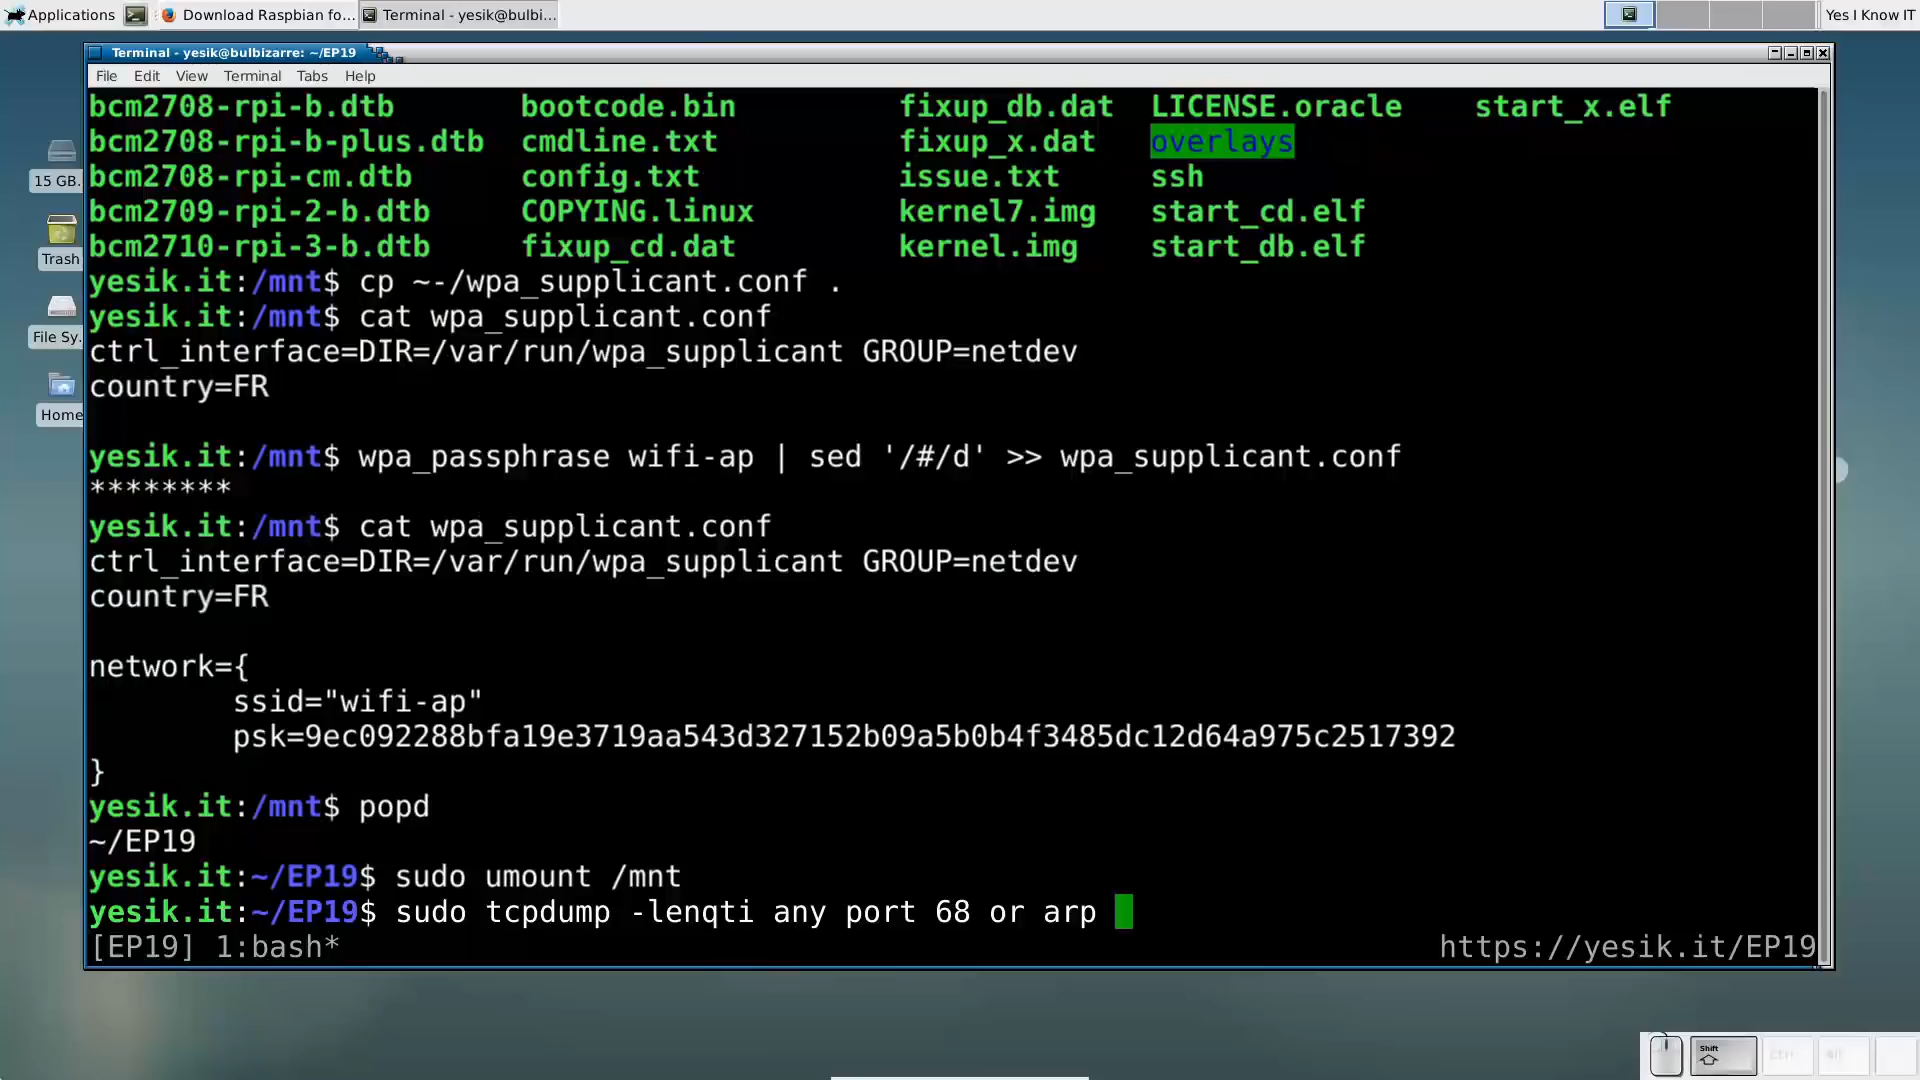 Applications Download Raspbian fo... Terminal - yesik@bulbi... Yes I Know IT
Terminal - yesik@bulbizarre: ~/EP19
File Edit View Terminal Tabs Help
15 GB.
Trash
File Sy.
Home
bcm2708-rpi-b.dtb bootcode.bin fixup_db.dat LICENSE.oracle start_x.elf
bcm2708-rpi-b-plus.dtb cmdline.txt fixup_x.dat overlays
bcm2708-rpi-cm.dtb config.txt issue.txt ssh
bcm2709-rpi-2-b.dtb COPYING.linux kernel7.img start_cd.elf
bcm2710-rpi-3-b.dtb fixup_cd.dat kernel.img start_db.elf
yesik.it:/mnt$ cp ~-/wpa_supplicant.conf .
yesik.it:/mnt$ cat wpa_supplicant.conf
ctrl_interface=DIR=/var/run/wpa_supplicant GROUP=netdev
country=FR
yesik.it:/mnt$ wpa_passphrase wifi-ap | sed '/#/d' >> wpa_supplicant.conf
********
yesik.it:/mnt$ cat wpa_supplicant.conf
ctrl_interface=DIR=/var/run/wpa_supplicant GROUP=netdev
country=FR
network={
ssid="wifi-ap"
psk=9ec092288bfa19e3719aa543d327152b09a5b0b4f3485dc12d64a975c2517392
}
yesik.it:/mnt$ popd
~/EP19
yesik.it:~/EP19$ sudo umount /mnt
yesik.it:~/EP19$ sudo tcpdump -lenqti any port 68 or arp
[EP19] 1:bash* https://yesik.it/EP19
Shift Ctrl Alt